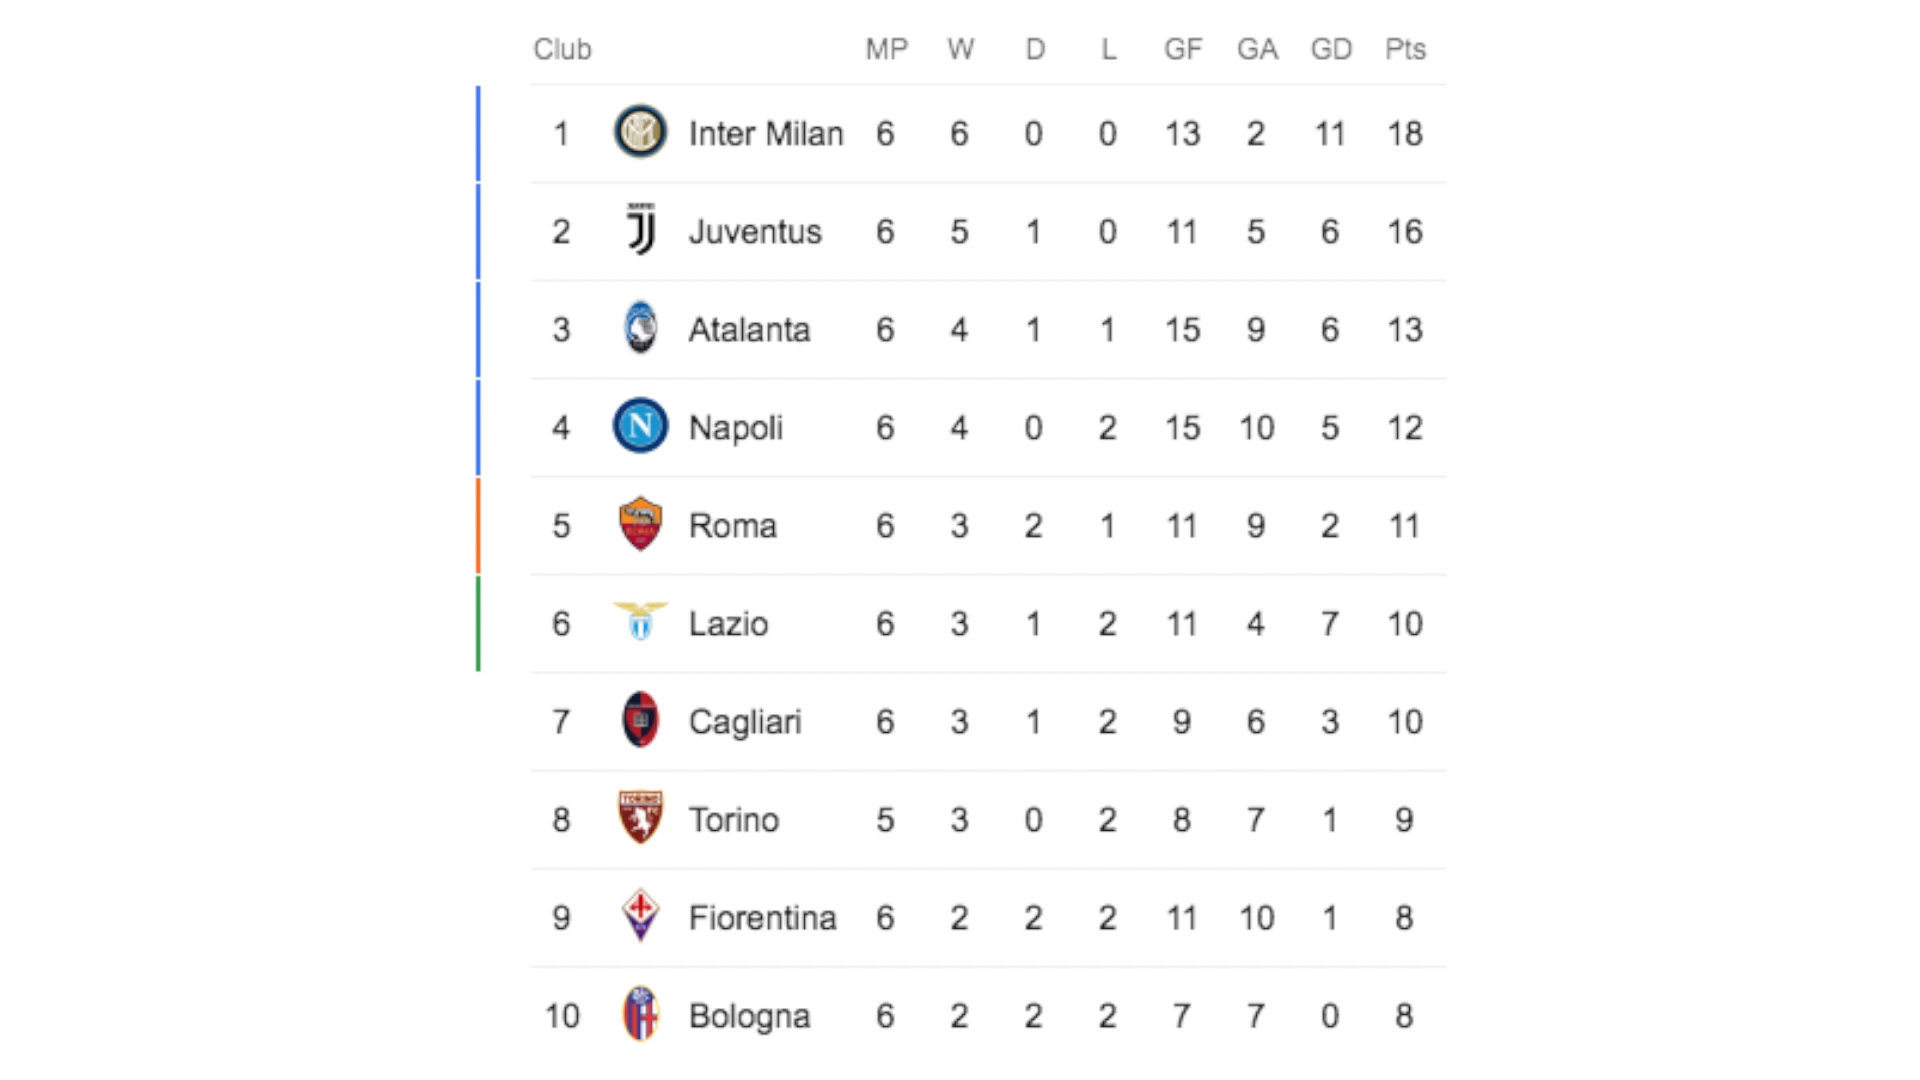 Club MP W D L GF GA GD Pts
1 Inter Milan 6 6 0 0 13 2 11 18
2 Juventus 6 5 1 0 11 5 6 16
3 Atalanta 6 4 1 1 15 9 6 13
4 N Napoli 6 4 0 2 15 10 5 12
5 Roma 6 3 2 1 11 9 2 11
6 Lazio 6 3 1 2 11 4 7 10
7 Cagliari 6 3 1 2 9 6 3 10
8 TORINO Torino 5 3 0 2 8 7 1 9
9 Fiorentina 6 2 2 2 11 10 1 8
10 Bologna 6 2 2 2 7 7 0 8